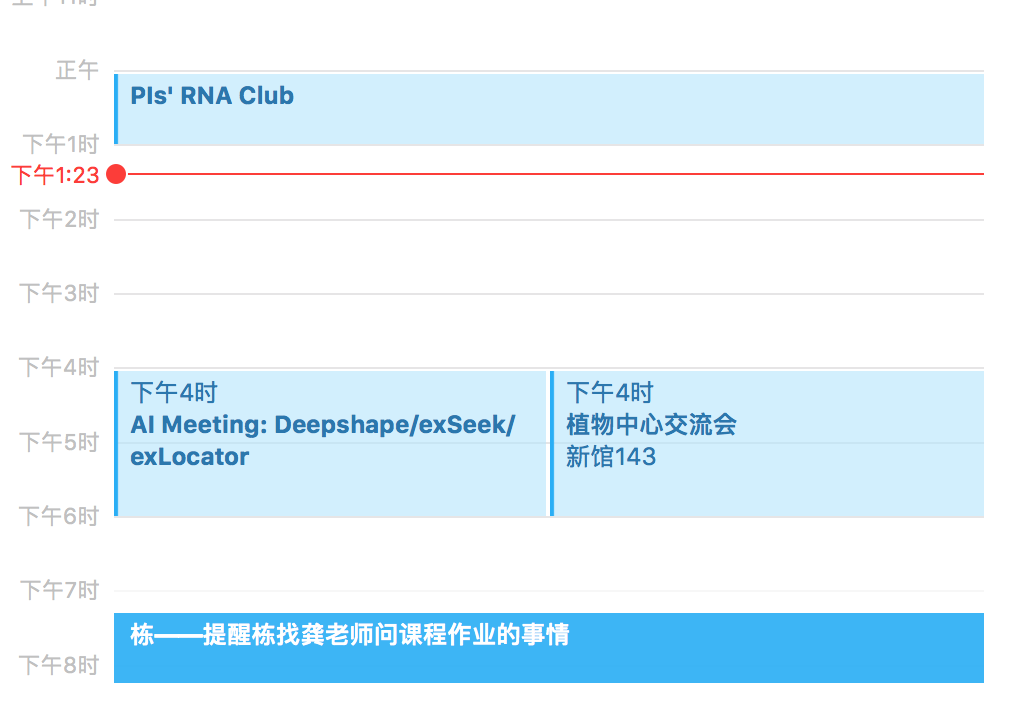 正午
PIs' RNA Club
下午1时
下午1:23
下午2时
下午3时
下午4时
下午4时
AI Meeting: Deepshape/exSeek/
exLocator
下午4时
植物中心交流会
新馆143
下午5时
下午6时
下午7时
栋——提醒栋找龚老师问课程作业的事情
下午8时